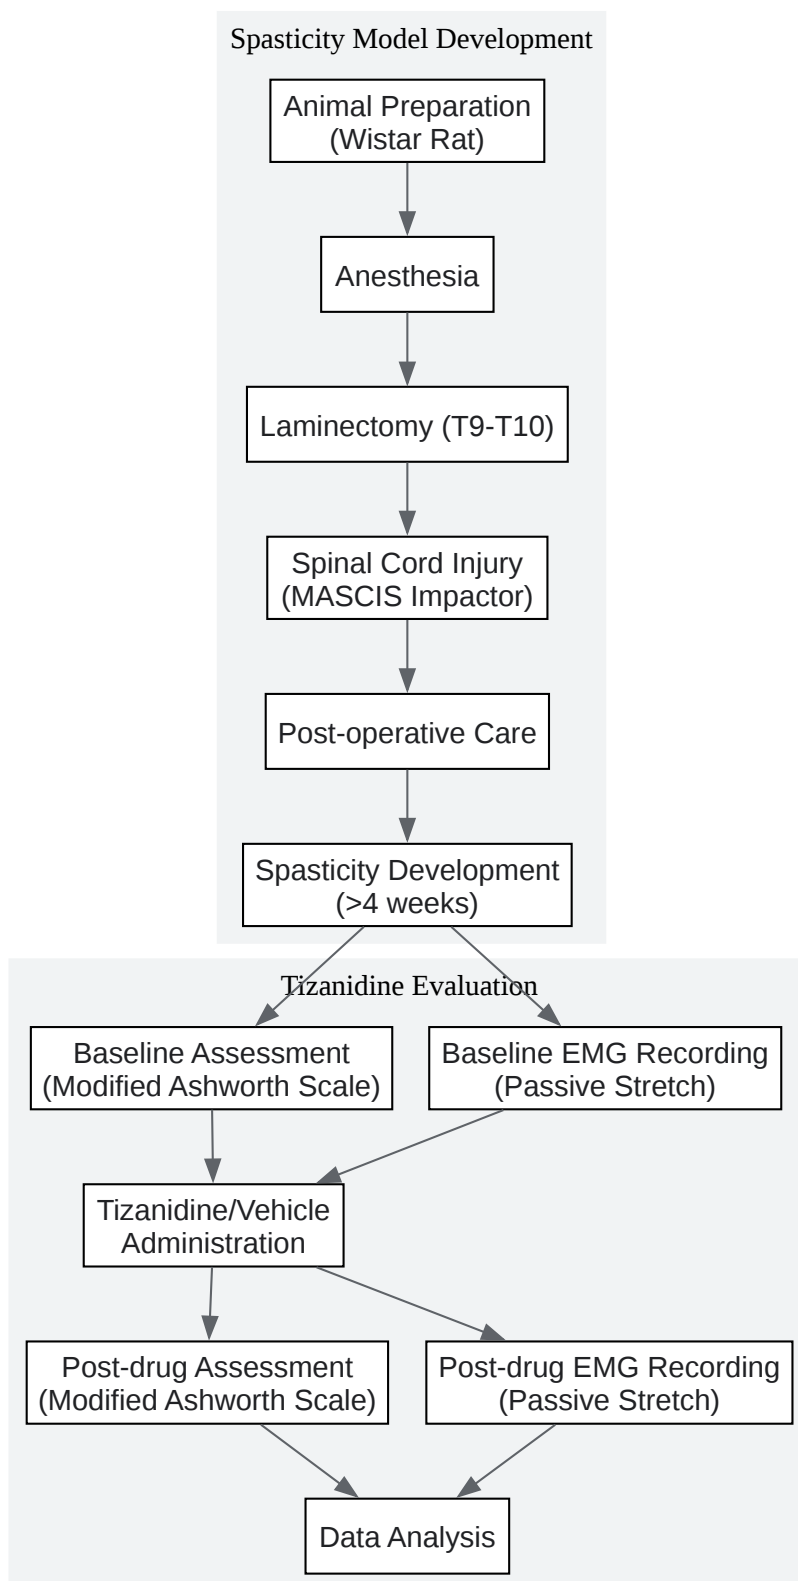 Spasticity Model Development
Animal Preparation
(Wistar Rat)
Anesthesia
Laminectomy (T9-T10)
Spinal Cord Injury
(MASCIS Impactor)
Post-operative Care
Spasticity Development
(>4 weeks)
Tizanidine Evaluation
Baseline Assessment
(Modified Ashworth Scale)
Baseline EMG Recording
(Passive Stretch)
Tizanidine/Vehicle
Administration
Post-drug Assessment
(Modified Ashworth Scale)
Post-drug EMG Recording
(Passive Stretch)
Data Analysis